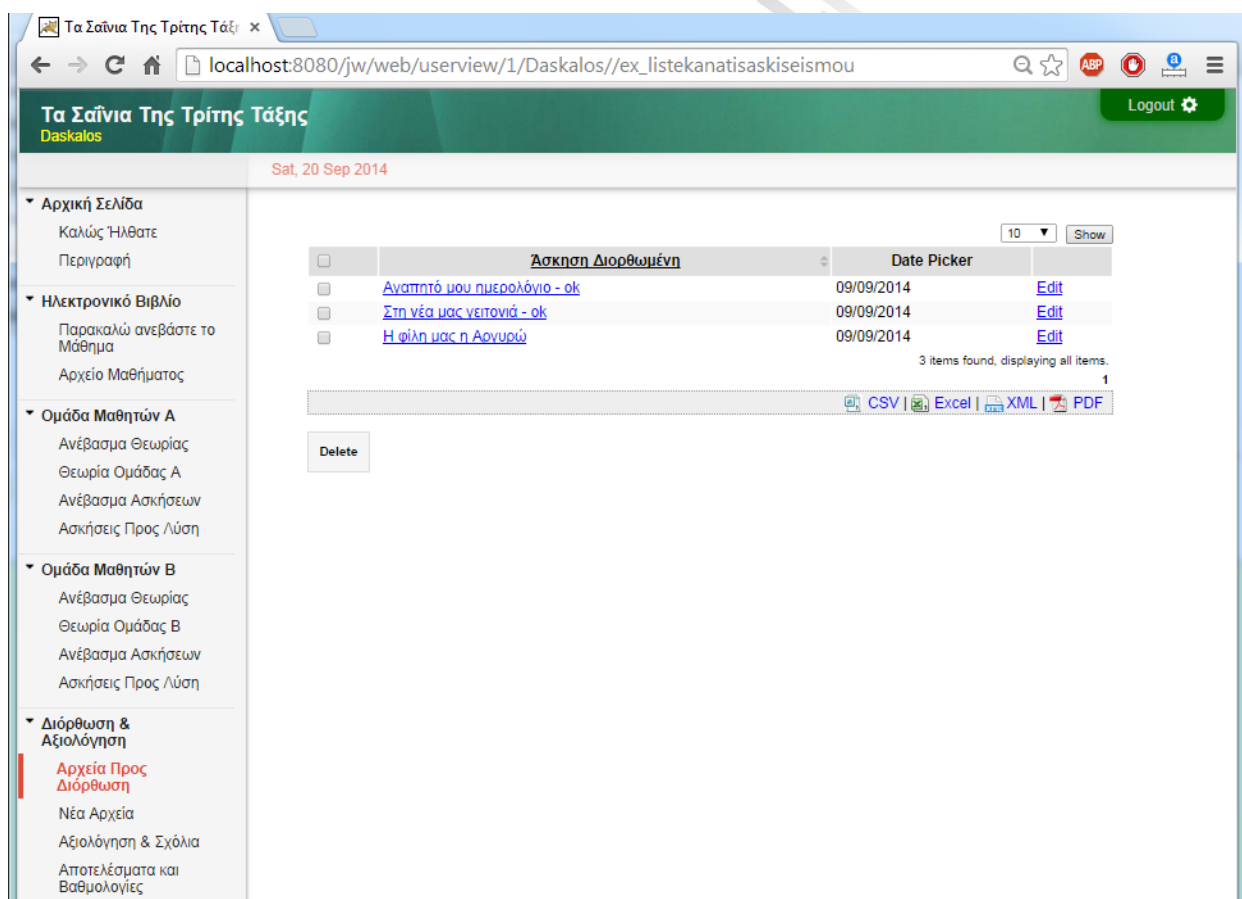 Τα Σαΐνια Της Τρίτης Τάξη
localhost:8080/jw/web/userview/1/Daskalos//ex_listekanatisaskiseismou
ABP
a
Τα Σαΐνια Της Τρίτης Τάξης
Logout
Daskalos
Sat, 20 Sep 2014
Αρχική Σελίδα
Καλώς Ήλθατε
Περιγραφή
Ηλεκτρονικό Βιβλίο
Παρακαλώ ανεβάστε το
Μάθημα
Αρχείο Μαθήματος
Ομάδα Μαθητών Α
Ανέβασμα Θεωρίας
Θεωρία Ομάδας Α
Ανέβασμα Ασκήσεων
Ασκήσεις Προς Λύση
Ομάδα Μαθητών Β
Ανέβασμα Θεωρίας
Θεωρία Ομάδας Β
Ανέβασμα Ασκήσεων
Ασκήσεις Προς Λύση
Διόρθωση &
Αξιολόγηση
Αρχεία Προς
Διόρθωση
Νέα Αρχεία
Αξιολόγηση & Σχόλια
Αποτελέσματα και
Βαθμολογίες
10 Show
Άσκηση Διορθωμένη Date Picker
Αγαπητό μου ημερολόγιο - ok 09/09/2014 Edit
Στη νέα μας γειτονιά - ok 09/09/2014 Edit
Η φίλη μας η Αργυρώ 09/09/2014 Edit
3 items found, displaying all items.
1
CSV | Excel | XML | PDF
Delete